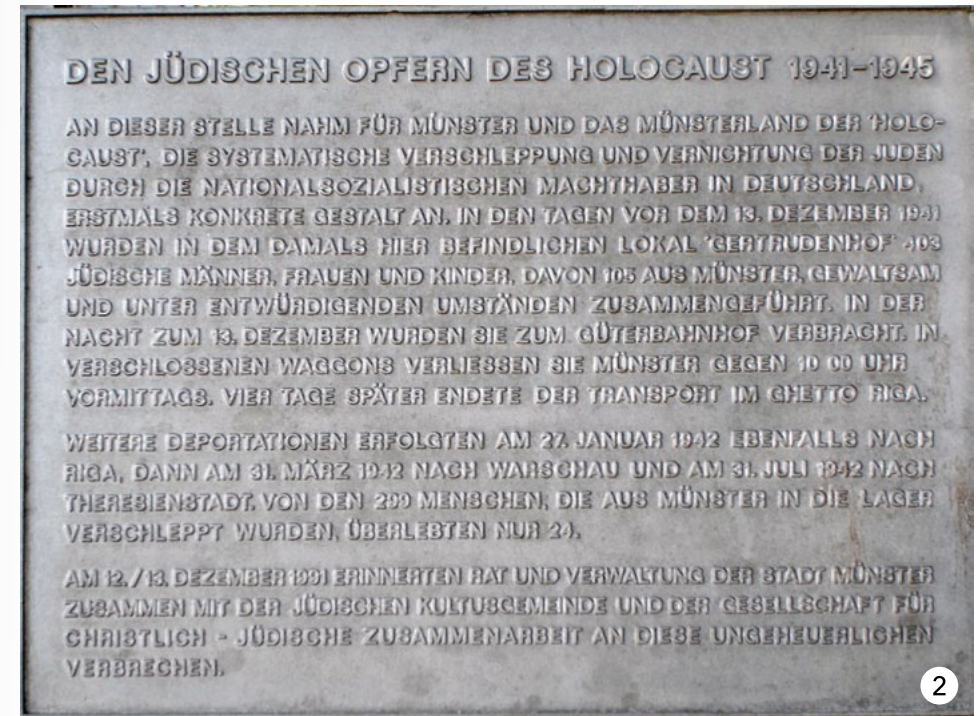 DEN JÜDISCHEN OPFERN DES HOLOCAUST 1941-1945
AN DIESER STELLE NAHM FÜR MÜNSTER UND DAS MÜNSTERLAND DER 'HOLO-
CAUST', DIE SYSTEMATISCHE VERSCHLEPPUNG UND VERNICHTUNG DER JUDEN
DURCH DIE NATIONALSOZIALISTISCHEN MACHTHABER IN DEUTSCHLAND,
ERSTMALS KONKRETE GESTALT AN. IN DEN TAGEN VOR DEM 13. DEZEMBER 1941
WURDEN IN DEM DAMALS HIER BEFINDLICHEN LOKAL 'GERTRUDENHOF' 403
JÜDISCHE MÄNNER, FRAUEN UND KINDER, DAVON 105 AUS MÜNSTER, GEWALTSAM
UND UNTER ENTWÜRDIGENDEN UMSTÄNDEN ZUSAMMENGEFÜHRT. IN DER
NACHT ZUM 13. DEZEMBER WURDEN SIE ZUM GÜTERBAHNHOF VERBRACHT. IN
VERSCHLOSSENEN WAGGONS VERLIESSEN SIE MÜNSTER GEGEN 10 00 UHR
VORMITTAGS. VIER TAGE SPÄTER ENDETE DER TRANSPORT IM GHETTO RIGA.
WEITERE DEPORTATIONEN ERFOLGTEN AM 27. JANUAR 1942 EBENFALLS NACH
RIGA, DANN AM 31. MÄRZ 1942 NACH WARSCHAU UND AM 31. JULI 1942 NACH
THERESIENSTADT. VON DEN 299 MENSCHEN, DIE AUS MÜNSTER IN DIE LAGER
VERSCHLEPPT WURDEN, ÜBERLEBTEN NUR 24.
AM 12./13. DEZEMBER 1991 ERINNERTEN RAT UND VERWALTUNG DER STADT MÜNSTER
ZUSAMMEN MIT DER JÜDISCHEN KULTUSGEMEINDE UND DER GESELLSCHAFT FÜR
CHRISTLICH - JÜDISCHE ZUSAMMENARBEIT AN DIESE UNGEHEUERLICHEN
VERBRECHEN.
2